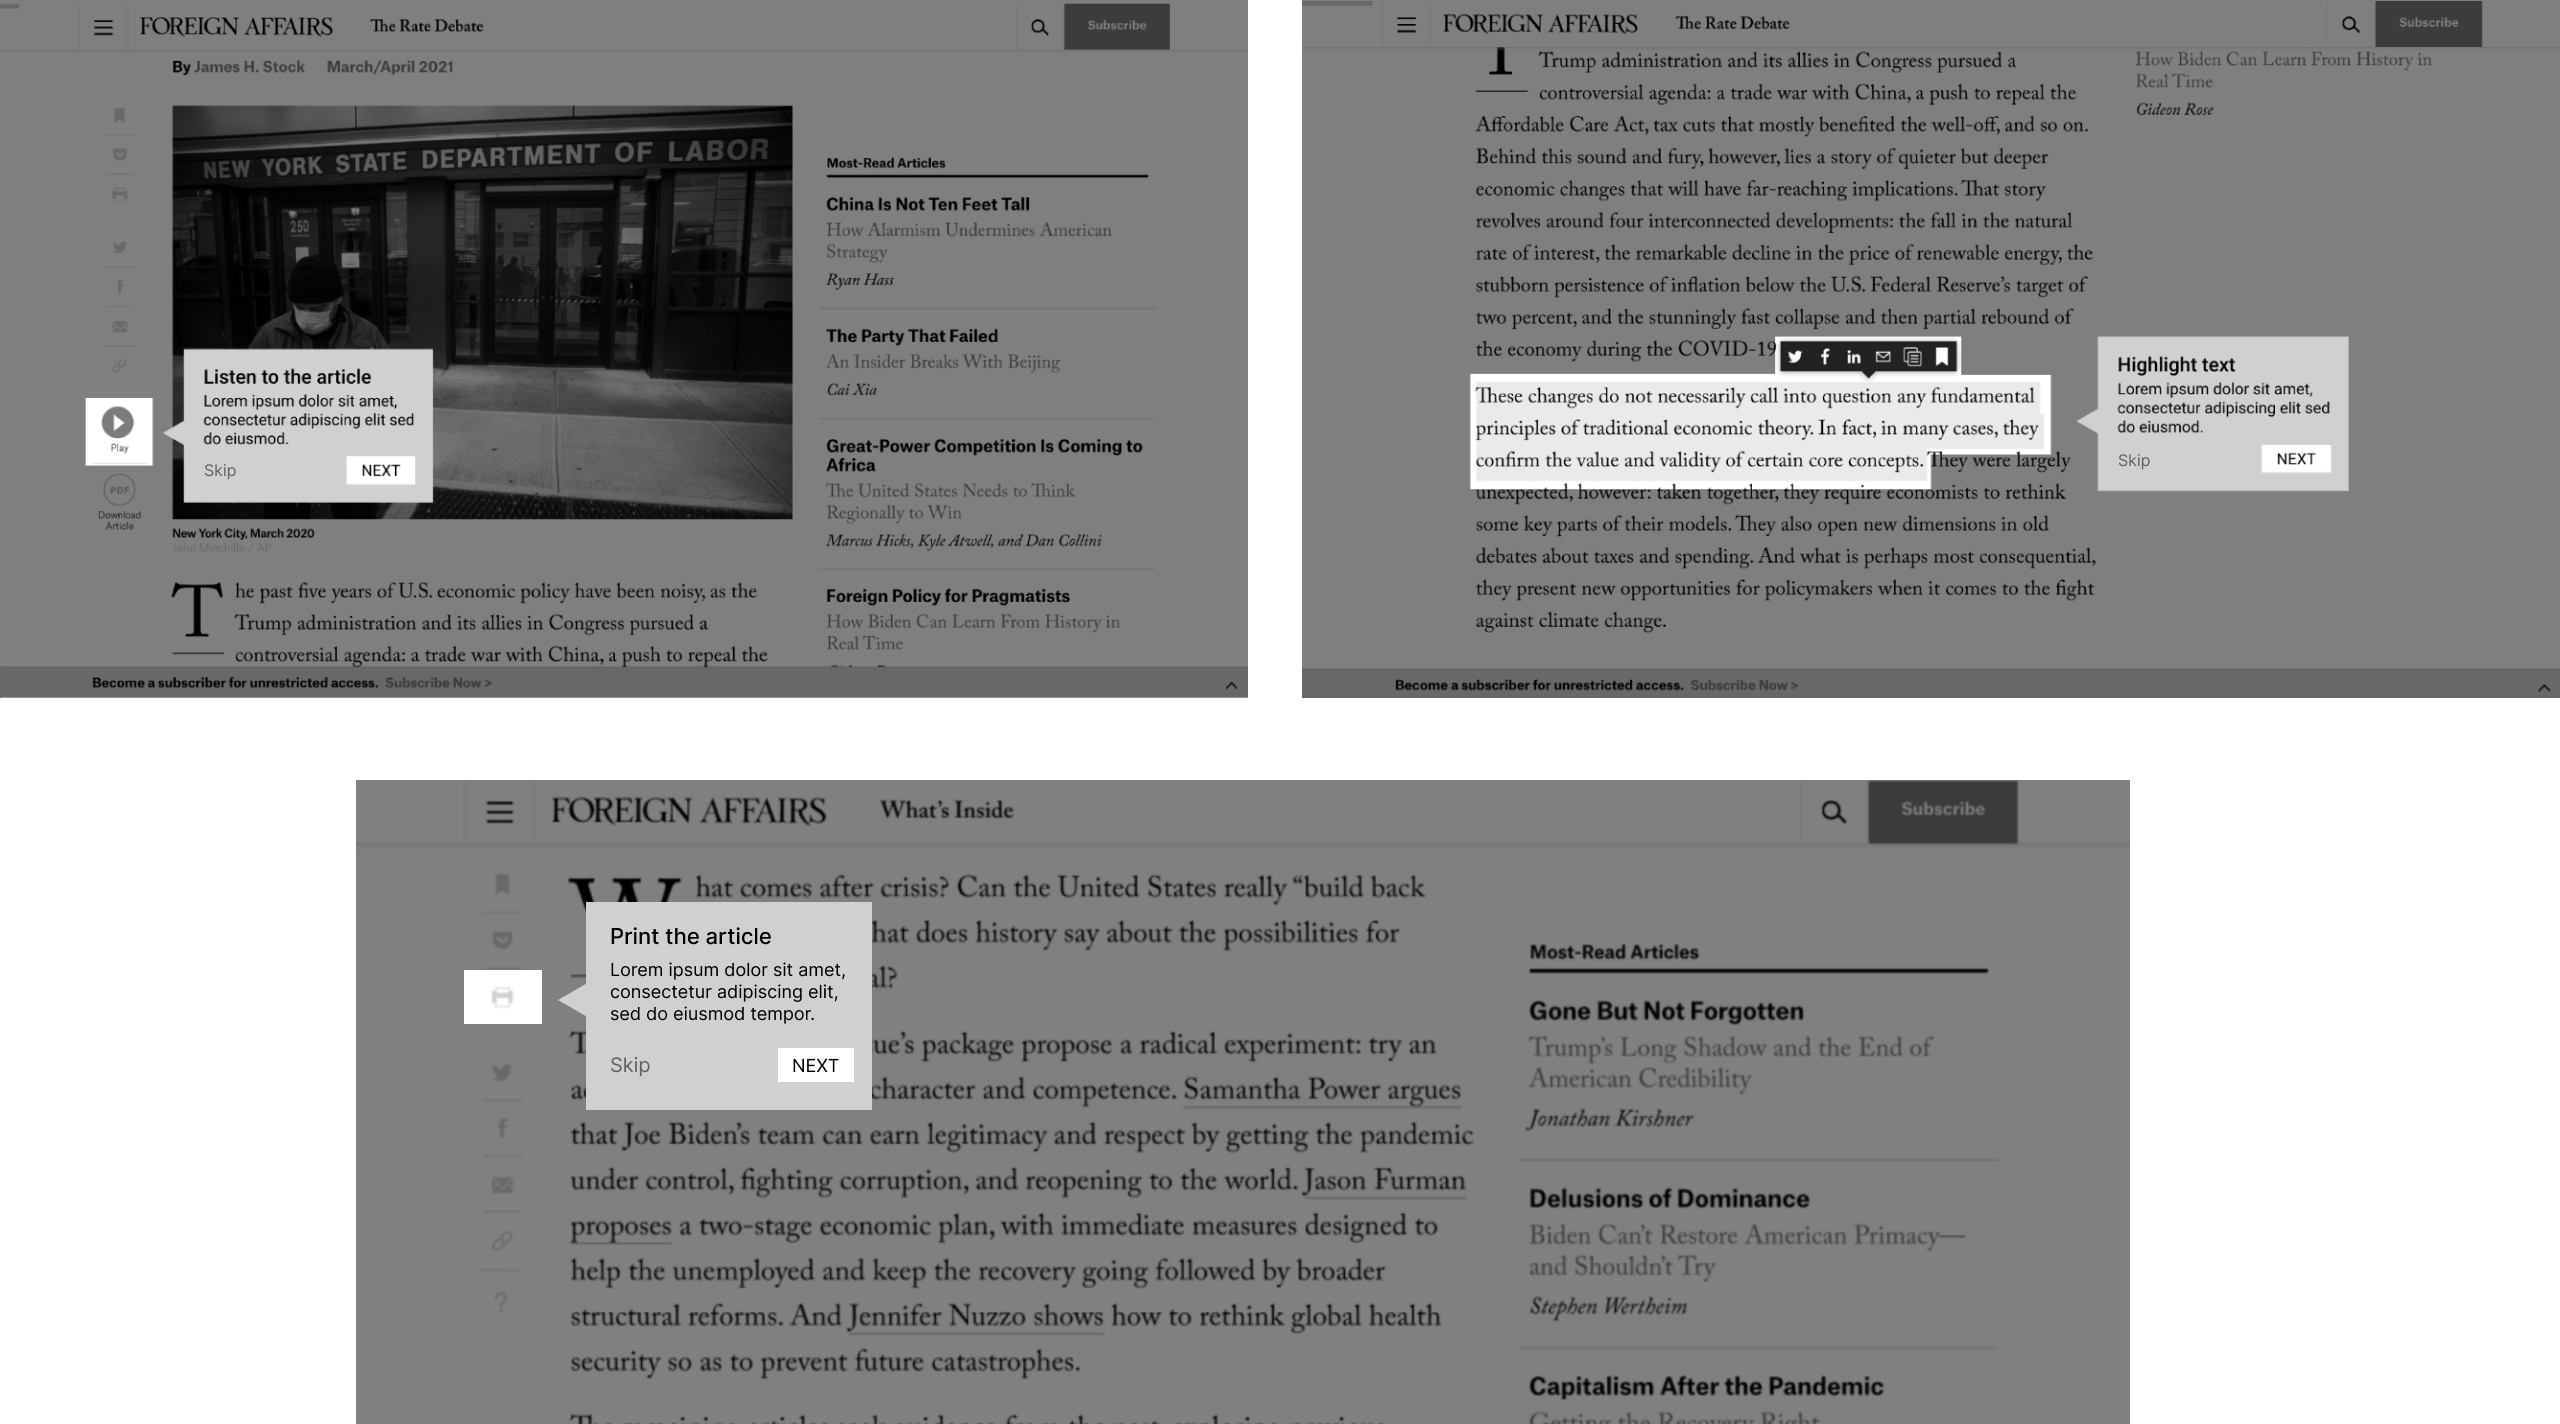 FOREIGN AFFAIRS
The Rate Debate
Subscribe
By James H. Stock March/April 2021
NEW YORK STATE DEPARTMENT OF LABOR
250
Listen to the article
Lorem ipsum dolor sit amet,
consectetur adipiscing elit sed
do eiusmod.
Skip
NEXT
Play
PDF
Download
Article
New York City, March 2020
John Minchillo / AP
The past five years of U.S. economic policy have been noisy, as the
Trump administration and its allies in Congress pursued a
controversial agenda: a trade war with China, a push to repeal the
Most-Read Articles
China Is Not Ten Feet Tall
How Alarmism Undermines American
Strategy
Ryan Hass
The Party That Failed
An Insider Breaks With Beijing
Cai Xia
Great-Power Competition Is Coming to
Africa
The United States Needs to Think
Regionally to Win
Marcus Hicks, Kyle Atwell, and Dan Collini
Foreign Policy for Pragmatists
How Biden Can Learn From History in
Real Time
Become a subscriber for unrestricted access. Subscribe Now >
FOREIGN AFFAIRS
The Rate Debate
Subscribe
Trump administration and its allies in Congress pursued a
controversial agenda: a trade war with China, a push to repeal the
Affordable Care Act, tax cuts that mostly benefited the well-off, and so on.
Behind this sound and fury, however, lies a story of quieter but deeper
economic changes that will have far-reaching implications. That story
revolves around four interconnected developments: the fall in the natural
rate of interest, the remarkable decline in the price of renewable energy, the
stubborn persistence of inflation below the U.S. Federal Reserve's target of
two percent, and the stunningly fast collapse and then partial rebound of
the economy during the COVID-19
These changes do not necessarily call into question any fundamental
principles of traditional economic theory. In fact, in many cases, they
confirm the value and validity of certain core concepts. They were largely
unexpected, however: taken together, they require economists to rethink
some key parts of their models. They also open new dimensions in old
debates about taxes and spending. And what is perhaps most consequential,
they present new opportunities for policymakers when it comes to the fight
against climate change.
How Biden Can Learn From History in
Real Time
Gideon Rose
Highlight text
Lorem ipsum dolor sit amet,
consectetur adipiscing elit sed
do eiusmod.
Skip
NEXT
Become a subscriber for unrestricted access. Subscribe Now >
FOREIGN AFFAIRS
What's Inside
Subscribe
What comes after crisis? Can the United States really “build back
hat does history say about the possibilities for
al?
Print the article
Lorem ipsum dolor sit amet,
consectetur adipiscing elit,
sed do eiusmod tempor.
Skip
NEXT
ue's package propose a radical experiment: try an
character and competence. Samantha Power argues
that Joe Biden's team can earn legitimacy and respect by getting the pandemic
under control, fighting corruption, and reopening to the world. Jason Furman
proposes a two-stage economic plan, with immediate measures designed to
help the unemployed and keep the recovery going followed by broader
structural reforms. And Jennifer Nuzzo shows how to rethink global health
security so as to prevent future catastrophes.
Most-Read Articles
Gone But Not Forgotten
Trump's Long Shadow and the End of
American Credibility
Jonathan Kirshner
Delusions of Dominance
Biden Can't Restore American Primacy—
and Shouldn't Try
Stephen Wertheim
Capitalism After the Pandemic
Getting the Recovery Right